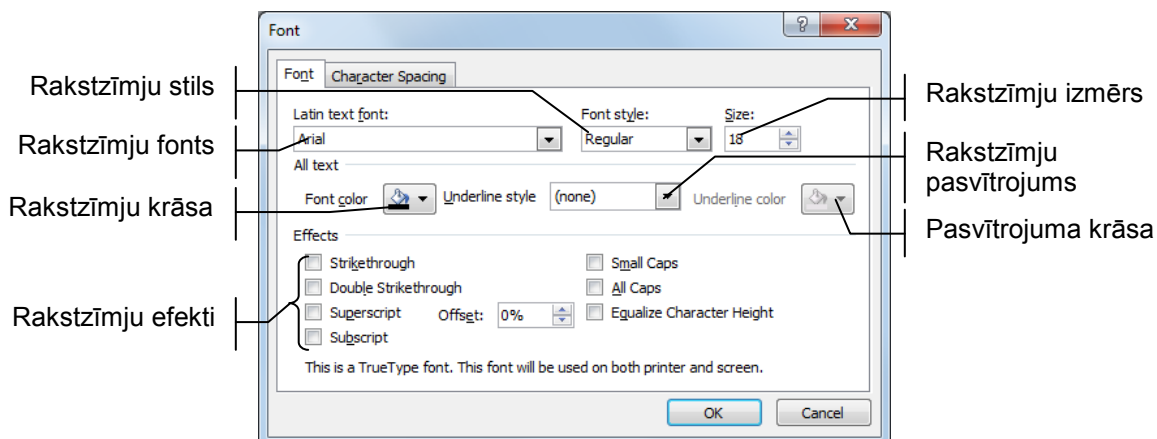 Font
Font Character Spacing
Rakstzīmju stils
Rakstzīmju izmērs
Latin text font: Font style: Size:
Rakstzīmju fonts
Arial Regular 18
Rakstzīmju
pasvītrojums
All text
Rakstzīmju krāsa
Font color Underline style (none) Underline color
Pasvītrojuma krāsa
Effects
Strikethrough Small Caps
Double Strikethrough All Caps
Rakstzīmju efekti
Superscript Offset: 0% Equalize Character Height
Subscript
This is a TrueType font. This font will be used on both printer and screen.
OK Cancel